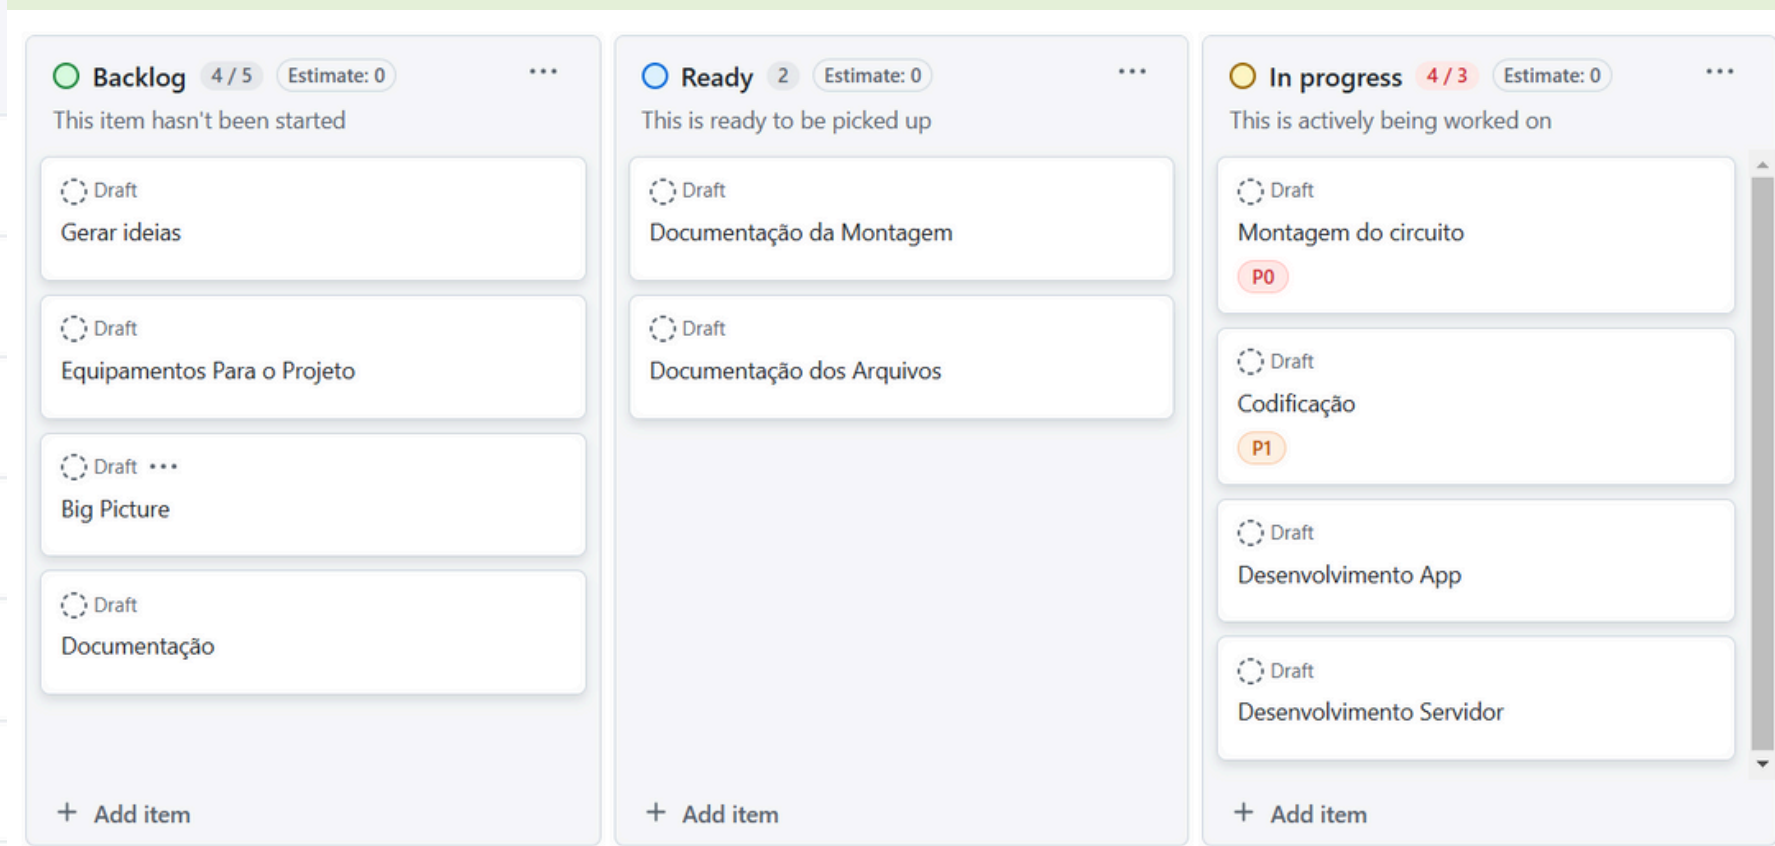 Backlog 4 / 5 Estimate: 0 ...
This item hasn't been started
Draft
Gerar ideias
Draft
Equipamentos Para o Projeto
Draft ...
Big Picture
Draft
Documentação
+ Add item
Ready 2 Estimate: 0 ...
This is ready to be picked up
Draft
Documentação da Montagem
Draft
Documentação dos Arquivos
+ Add item
In progress 4 / 3 Estimate: 0 ...
This is actively being worked on
Draft
Montagem do circuito
P0
Draft
Codificação
P1
Draft
Desenvolvimento App
Draft
Desenvolvimento Servidor
+ Add item